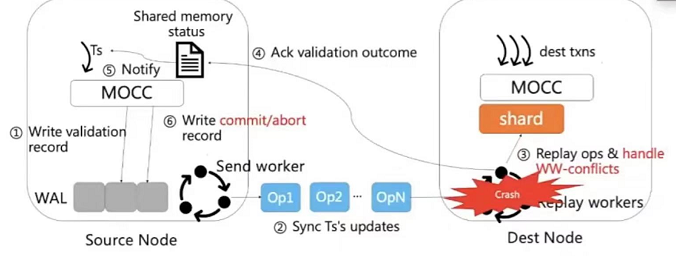 Shared memory
status
Ts
④ Ack validation outcome
dest txns
⑤ Notify
MOCC
MOCC
shard
① Write validation
record
⑥ Write commit/abort
record
③ Replay ops & handle
WW-conflicts
Send worker
WAL
Op1
Op2
...
OpN
Crash
Replay workers
② Sync Ts's updates
Source Node
Dest Node